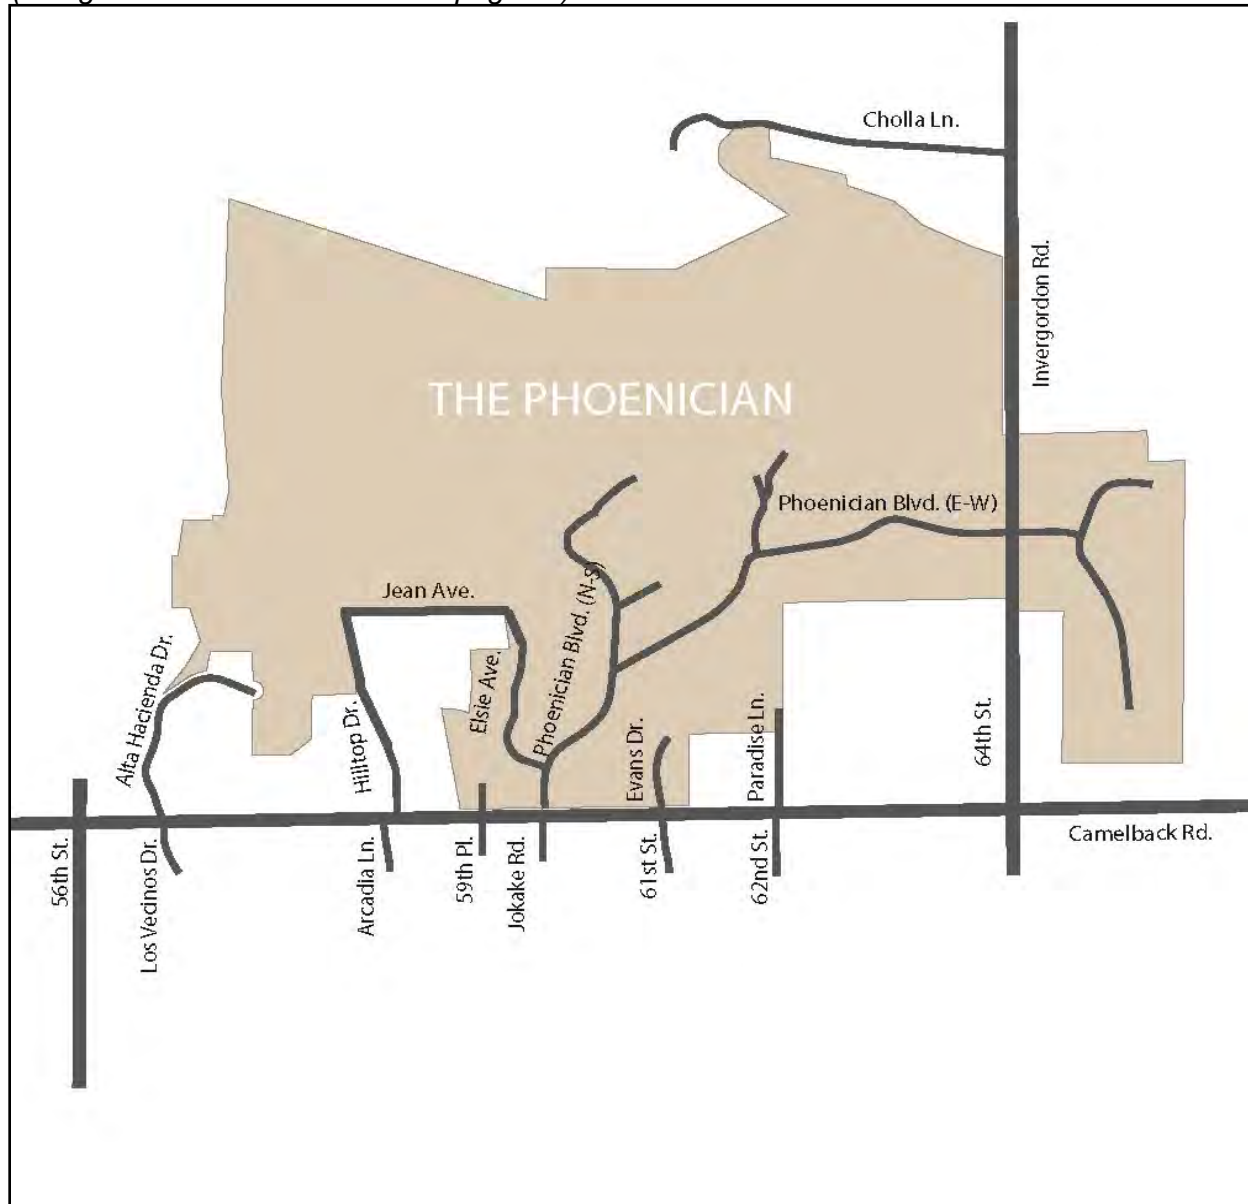 Cholla Ln.
Invergordon Rd.
THE PHOENICIAN
Phoenician Blvd. (E-W)
Jean Ave.
Phoenician Blvd. (N-S)
Alta Hacienda Dr.
Elsie Ave.
Hilltop Dr.
Evans Dr.
Paradise Ln.
64th St.
Camelback Rd.
56th St.
Los Vecinos Dr.
Arcadia Ln.
59th Pl.
Jokake Rd.
61st St.
62nd St.